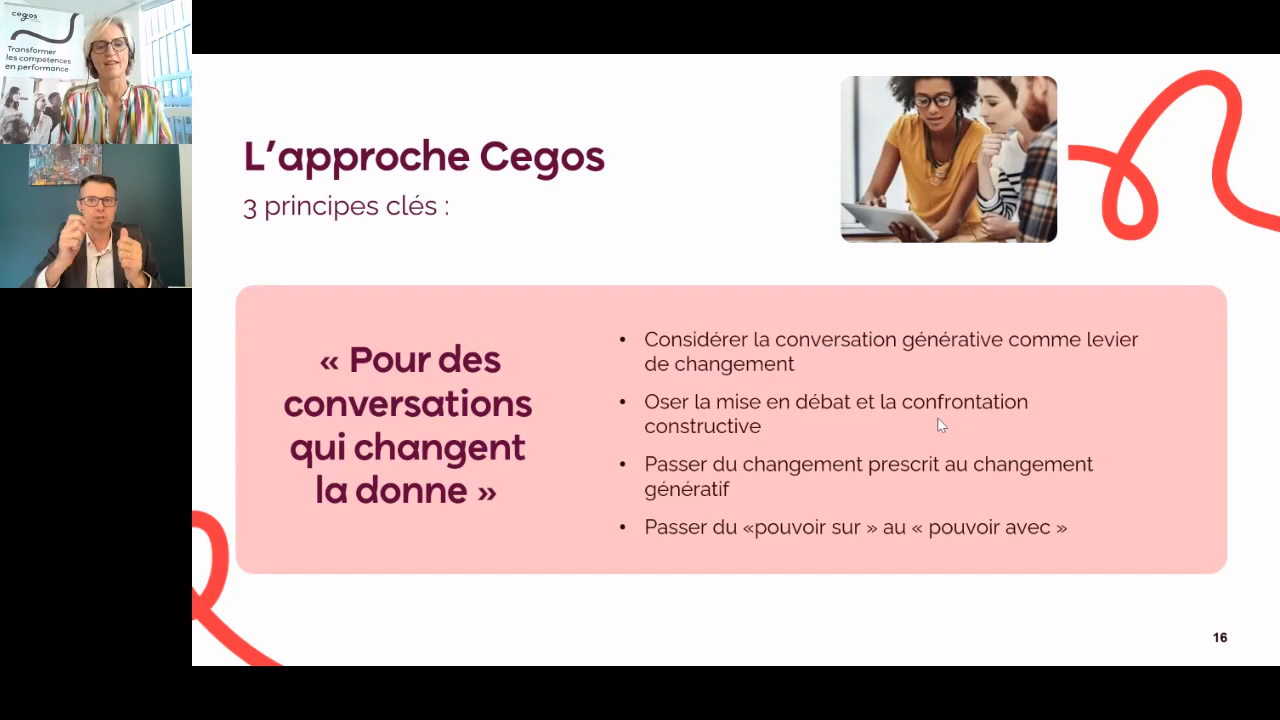 cegos
Transformer
les compétences
en performance
L'approche Cegos
3 principes clés :
« Pour des
conversations
qui changent
la donne »
• Considérer la conversation générative comme levier
de changement
• Oser la mise en débat et la confrontation
constructive
• Passer du changement prescrit au changement
génératif
• Passer du «pouvoir sur » au « pouvoir avec »
16